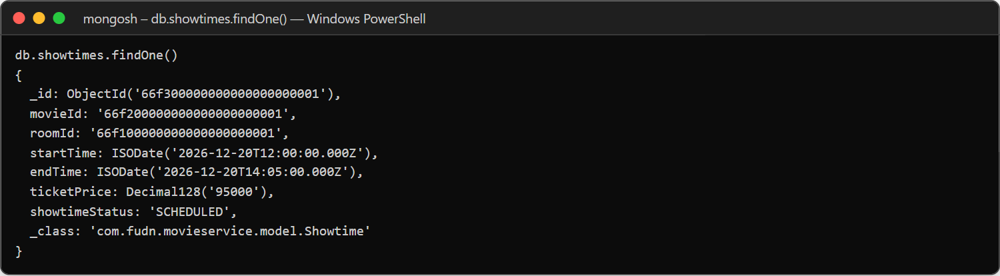 mongosh – db.showtimes.findOne() — Windows PowerShell
db.showtimes.findOne()
{
  _id: ObjectId('66f300000000000000000001'),
  movieId: '66f200000000000000000001',
  roomId: '66f100000000000000000001',
  startTime: ISODate('2026-12-20T12:00:00.000Z'),
  endTime: ISODate('2026-12-20T14:05:00.000Z'),
  ticketPrice: Decimal128('95000'),
  showtimeStatus: 'SCHEDULED',
  _class: 'com.fudn.movieservice.model.Showtime'
}